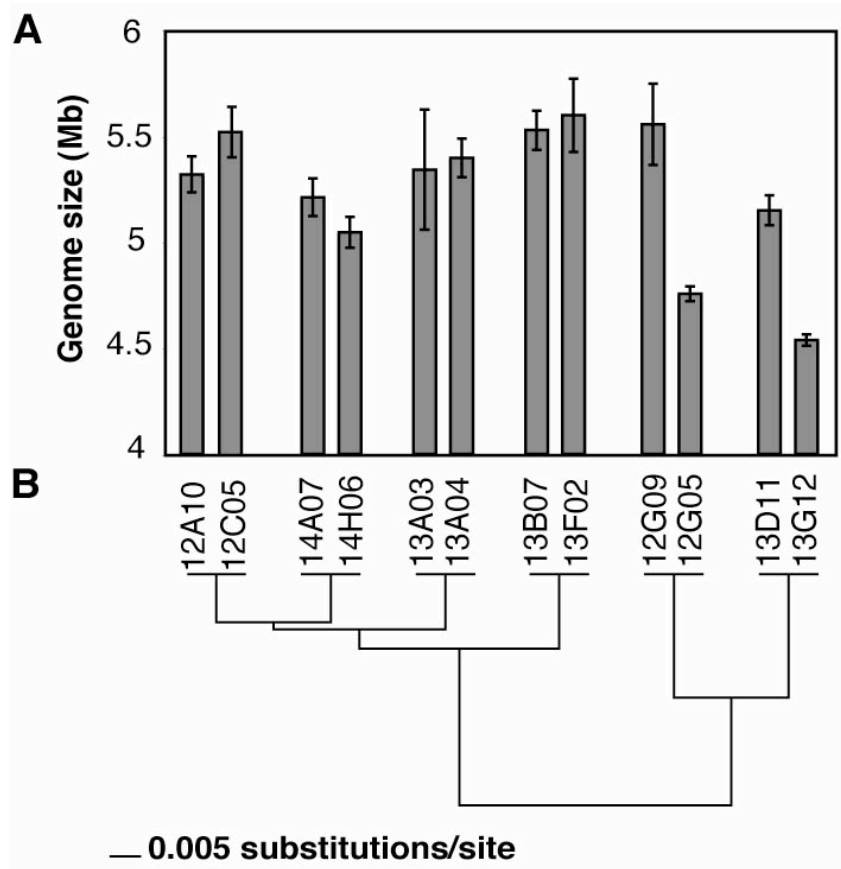 A
6
5.5
5
4.5
4
Genome size (Mb)
B
12A10
12C05
14A07
14H06
13A03
13A04
13B07
13F02
12G09
12G05
13D11
13G12
0.005 substitutions/site